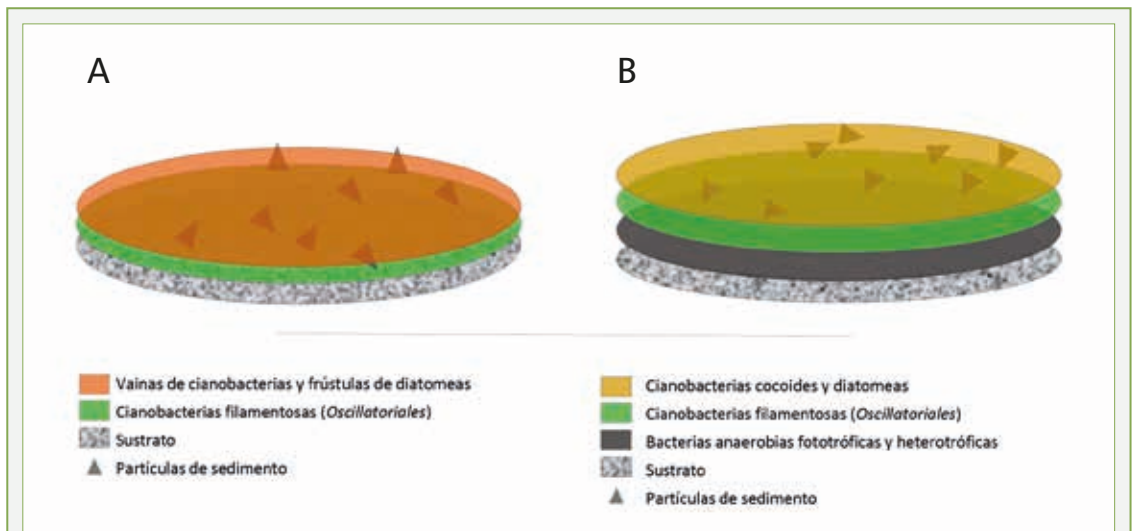 A
B
Vainas de cianobacterias y frústulas de diatomeas
Cianobacterias filamentosas (Oscillatoriales)
Sustrato
Partículas de sedimento
Cianobacterias cocoides y diatomeas
Cianobacterias filamentosas (Oscillatoriales)
Bacterias anaerobias fototróficas y heterotróficas
Sustrato
Partículas de sedimento